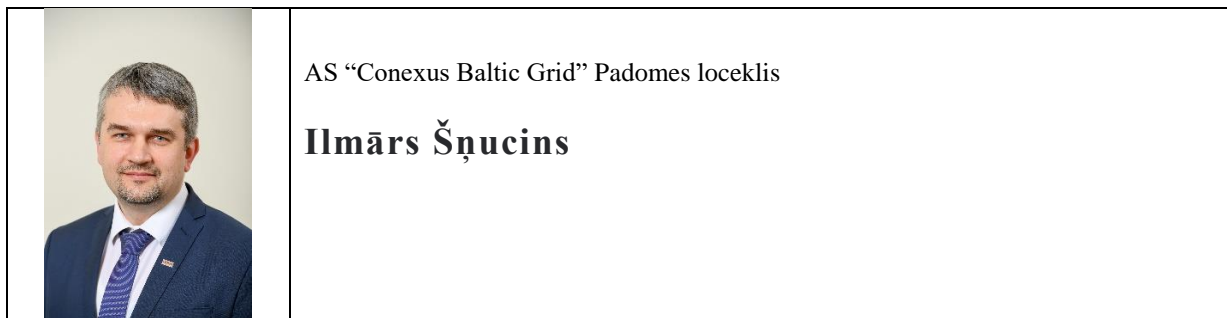 AS “Conexus Baltic Grid” Padomes loceklis
Ilmārs Šņucins